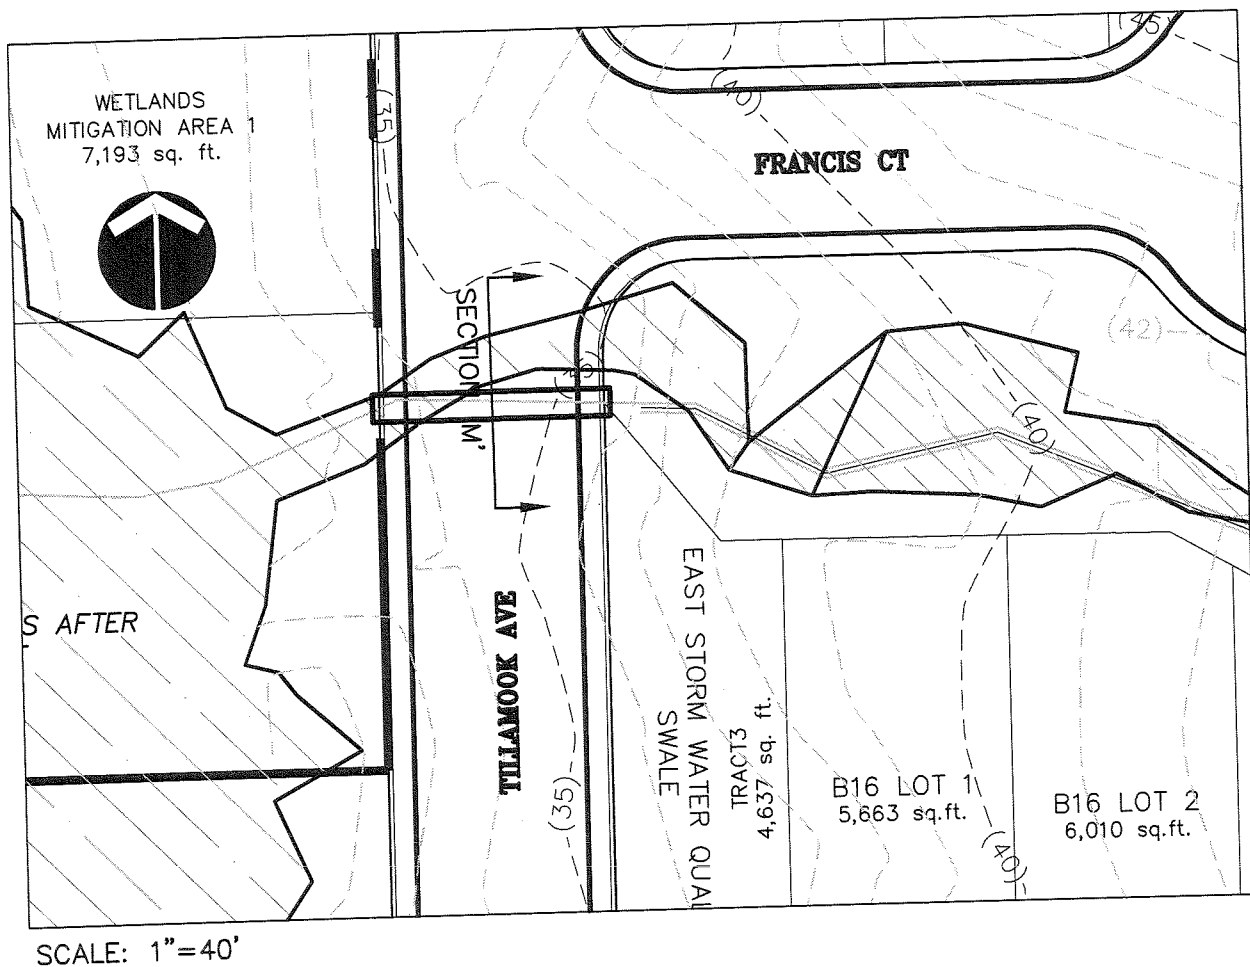 WETLANDS
MITIGATION AREA 1
7,193 sq. ft.
(35)
(40)
(45)
FRANCIS CT
(42)
(40)
SECTION M'
S AFTER
TILLAMOOK AVE
(35)
EAST STORM WATER QUAL
SWALE
TRACT3
4,637 sq. ft.
B16 LOT 1
5,663 sq.ft.
B16 LOT 2
6,010 sq.ft.
(40)
SCALE: 1"=40'